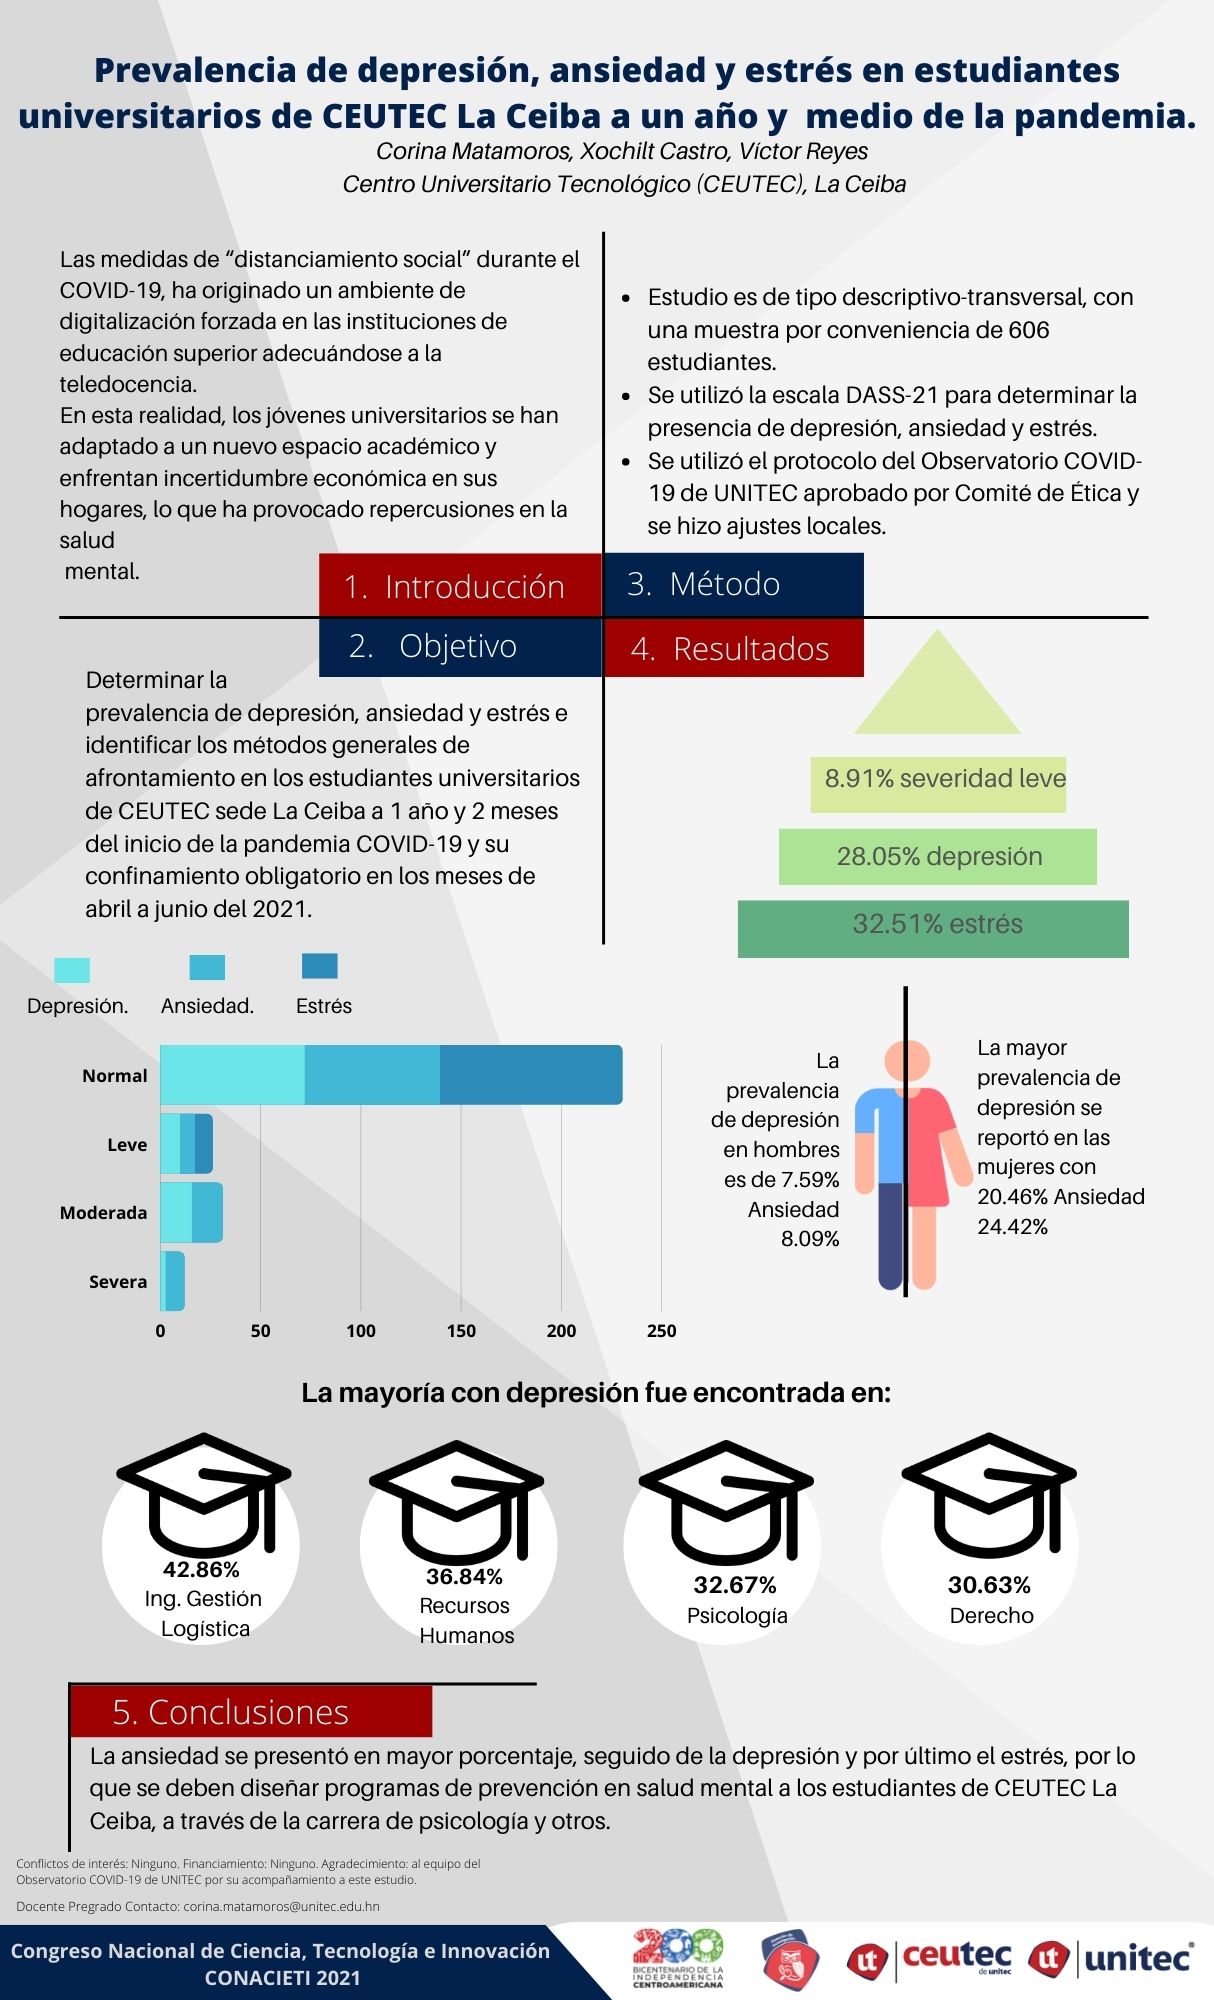 Prevalencia de depresión, ansiedad y estrés en estudiantes
universitarios de CEUTEC La Ceiba a un año y medio de la pandemia.
Corina Matamoros, Xochilt Castro, Víctor Reyes
Centro Universitario Tecnológico (CEUTEC), La Ceiba
Las medidas de “distanciamiento social” durante el
COVID-19, ha originado un ambiente de
digitalización forzada en las instituciones de
educación superior adecuándose a la
teledocencia.
En esta realidad, los jóvenes universitarios se han
adaptado a un nuevo espacio académico y
enfrentan incertidumbre económica en sus
hogares, lo que ha provocado repercusiones en la
salud
mental.
1. Introducción
• Estudio es de tipo descriptivo-transversal, con
una muestra por conveniencia de 606
estudiantes.
• Se utilizó la escala DASS-21 para determinar la
presencia de depresión, ansiedad y estrés.
• Se utilizó el protocolo del Observatorio COVID-
19 de UNITEC aprobado por Comité de Ética y
se hizo ajustes locales.
3. Método
2. Objetivo
Determinar la
prevalencia de depresión, ansiedad y estrés e
identificar los métodos generales de
afrontamiento en los estudiantes universitarios
de CEUTEC sede La Ceiba a 1 año y 2 meses
del inicio de la pandemia COVID-19 y su
confinamiento obligatorio en los meses de
abril a junio del 2021.
4. Resultados
8.91% severidad leve
28.05% depresión
32.51% estrés
Depresión. Ansiedad. Estrés
Normal
Leve
Moderada
Severa
0 50 100 150 200 250
La
prevalencia
de depresión
en hombres
es de 7.59%
Ansiedad
8.09%
La mayor
prevalencia de
depresión se
reportó en las
mujeres con
20.46% Ansiedad
24.42%
La mayoría con depresión fue encontrada en:
42.86%
Ing. Gestión
Logística
36.84%
Recursos
Humanos
32.67%
Psicología
30.63%
Derecho
5. Conclusiones
La ansiedad se presentó en mayor porcentaje, seguido de la depresión y por último el estrés, por lo
que se deben diseñar programas de prevención en salud mental a los estudiantes de CEUTEC La
Ceiba, a través de la carrera de psicología y otros.
Conflictos de interés: Ninguno. Financiamiento: Ninguno. Agradecimiento: al equipo del
Observatorio COVID-19 de UNITEC por su acompañamiento a este estudio.
Docente Pregrado Contacto: corina.matamoros@unitec.edu.hn
Congreso Nacional de Ciencia, Tecnología e Innovación
CONACIETI 2021
200
BICENTENARIO DE LA
INDEPENDENCIA
CENTROAMERICANA
ut ceutec
de unitec
ut unitec®